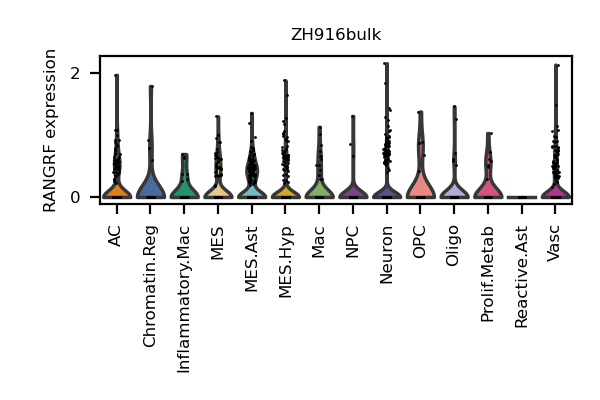 ZH916bulk
RANGRF expression
2
0
AC
Chromatin.Reg
Inflammatory.Mac
MES
MES.Ast
MES.Hyp
Mac
NPC
Neuron
OPC
Oligo
Prolif.Metab
Reactive.Ast
Vasc